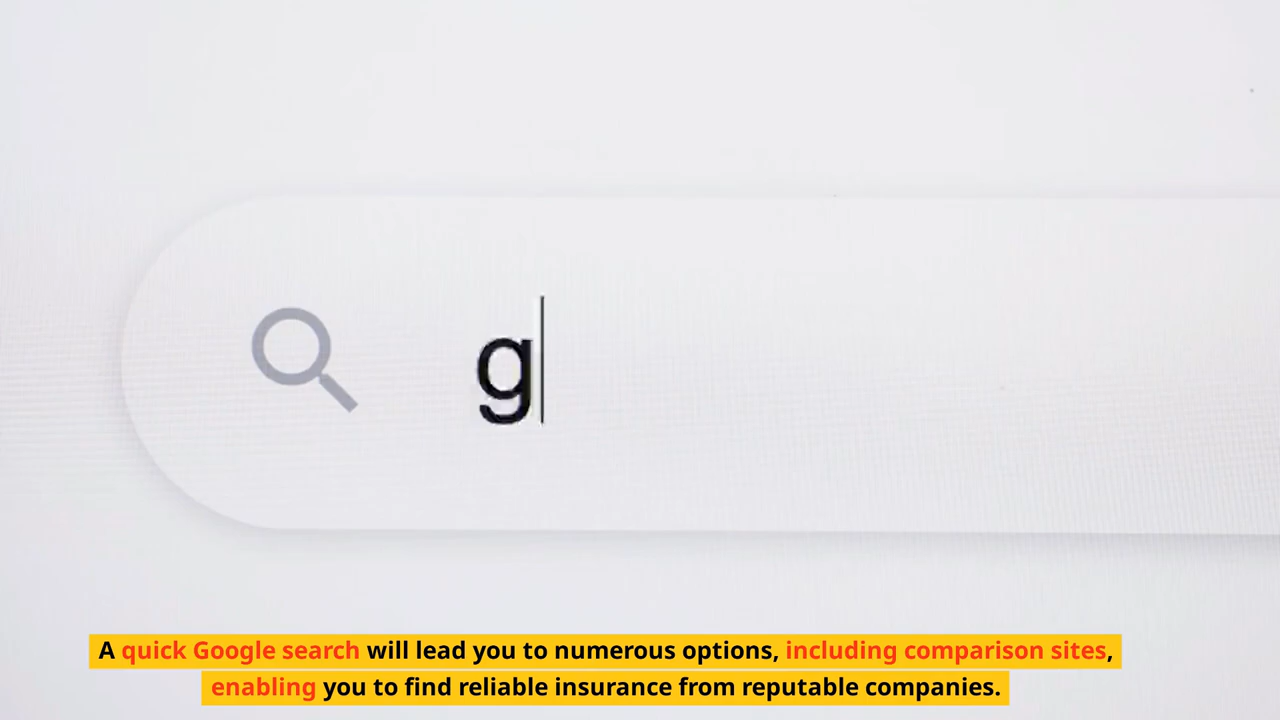 g
A quick Google search will lead you to numerous options, including comparison sites,
enabling you to find reliable insurance from reputable companies.